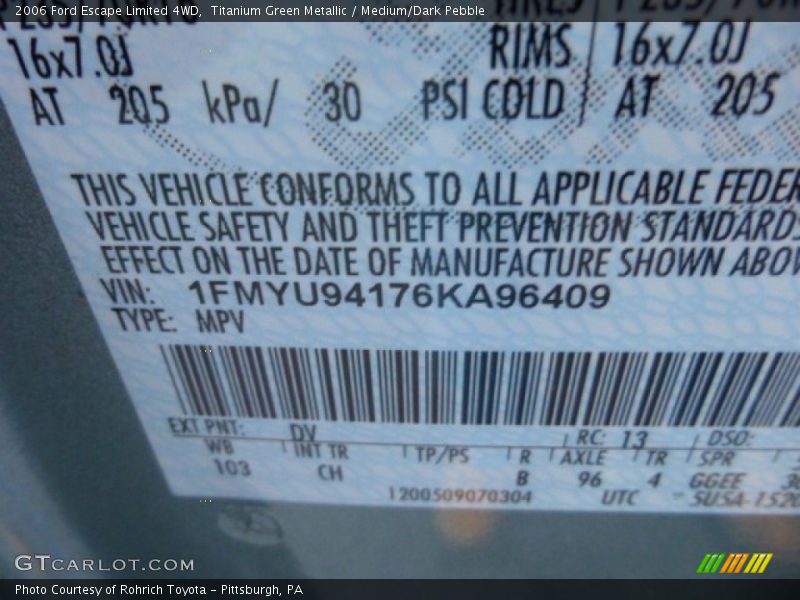 2006 Ford Escape Limited 4WD, Titanium Green Metallic / Medium/Dark Pebble
16x7.0J RIMS 16x7.0J
AT 205 kPa/ 30 PSI COLD AT 205
THIS VEHICLE CONFORMS TO ALL APPLICABLE FEDER
VEHICLE SAFETY AND THEFT PREVENTION STANDARDS
EFFECT ON THE DATE OF MANUFACTURE SHOWN ABOV
VIN: 1FMYU94176KA96409
TYPE: MPV
EXT PNT: DV RC: 13 DSO:
WB INT TR TP/PS R AXLE TR SPR
103 CH B 96 4 GGEE
1200509070304 UTC SUSA-1520
GTCARLOT.COM
Photo Courtesy of Rohrich Toyota - Pittsburgh, PA